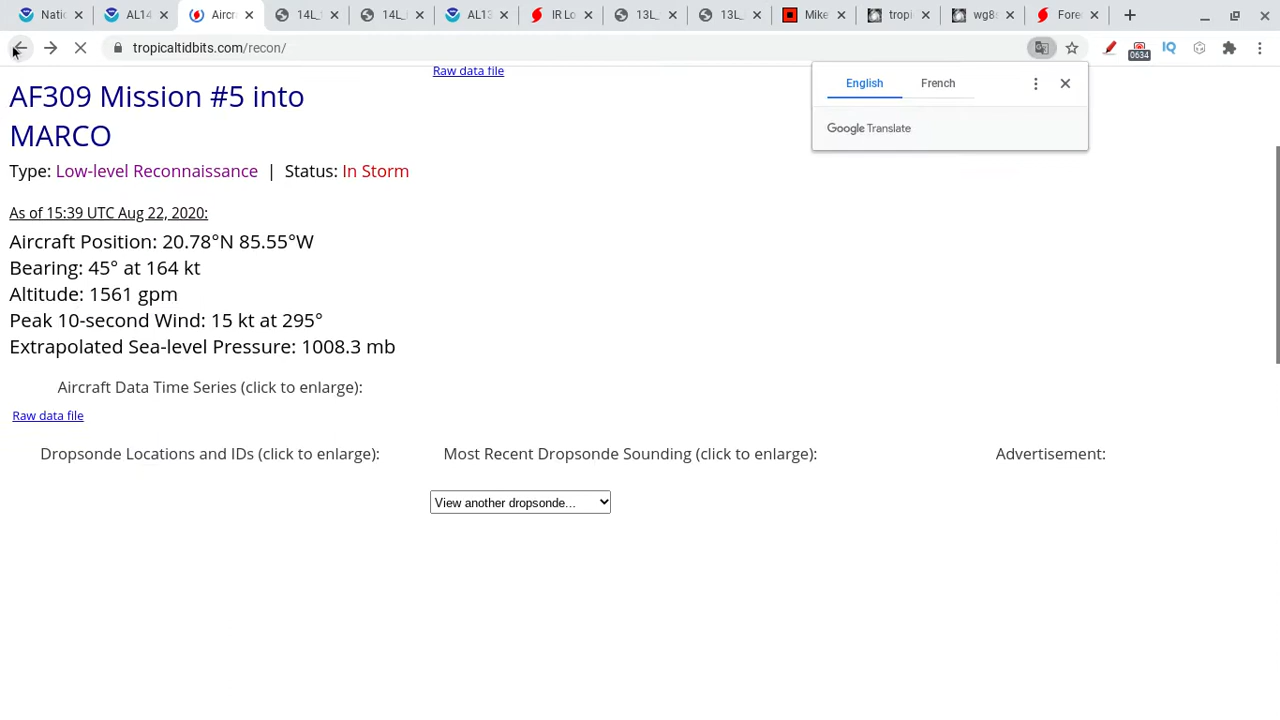 Nati
AL14
Aircr
14L_
14L_
AL13
IR Lo
13L_
13L_
Mike
tropi
wg8
Fore
tropicaltidbits.com/recon/
0634
IQ
English
French
Google Translate
Raw data file
AF309 Mission #5 into
MARCO
Type: Low-level Reconnaissance | Status: In Storm
As of 15:39 UTC Aug 22, 2020:
Aircraft Position: 20.78°N 85.55°W
Bearing: 45° at 164 kt
Altitude: 1561 gpm
Peak 10-second Wind: 15 kt at 295°
Extrapolated Sea-level Pressure: 1008.3 mb
Aircraft Data Time Series (click to enlarge):
Raw data file
Dropsonde Locations and IDs (click to enlarge):
Most Recent Dropsonde Sounding (click to enlarge):
Advertisement:
View another dropsonde...